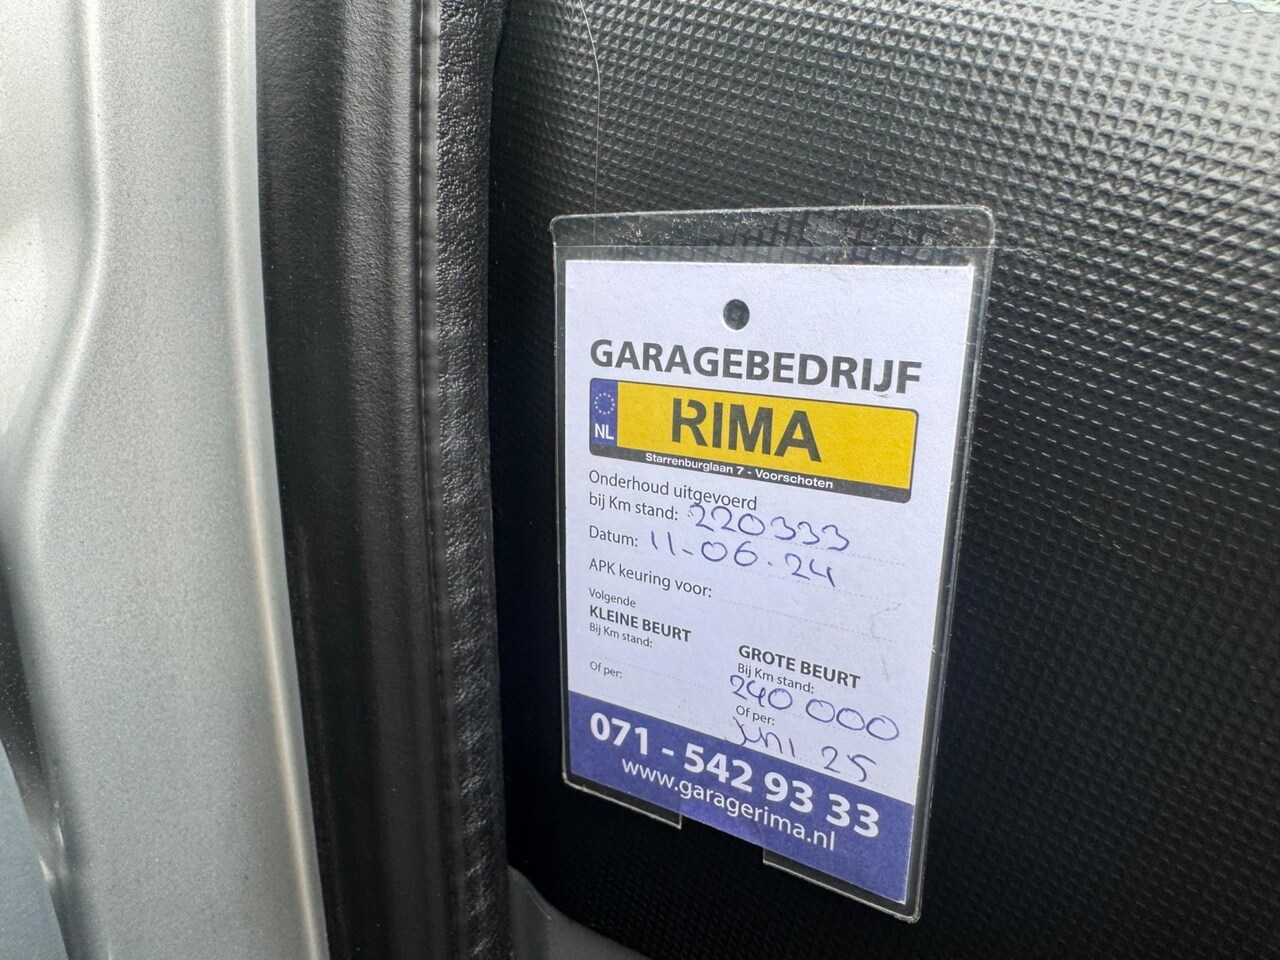 GARAGEBEDRIJF
NL RIMA
Starrenburglaan 7 - Voorschoten
Onderhoud uitgevoerd
bij Km stand: 220333
Datum: 11-06-24
APK keuring voor:
Volgende
KLEINE BEURT
Bij Km stand:
Of per:
GROTE BEURT
Bij Km stand:
240 000
Of per:
juni 25
071 - 542 93 33
www.garagerima.nl